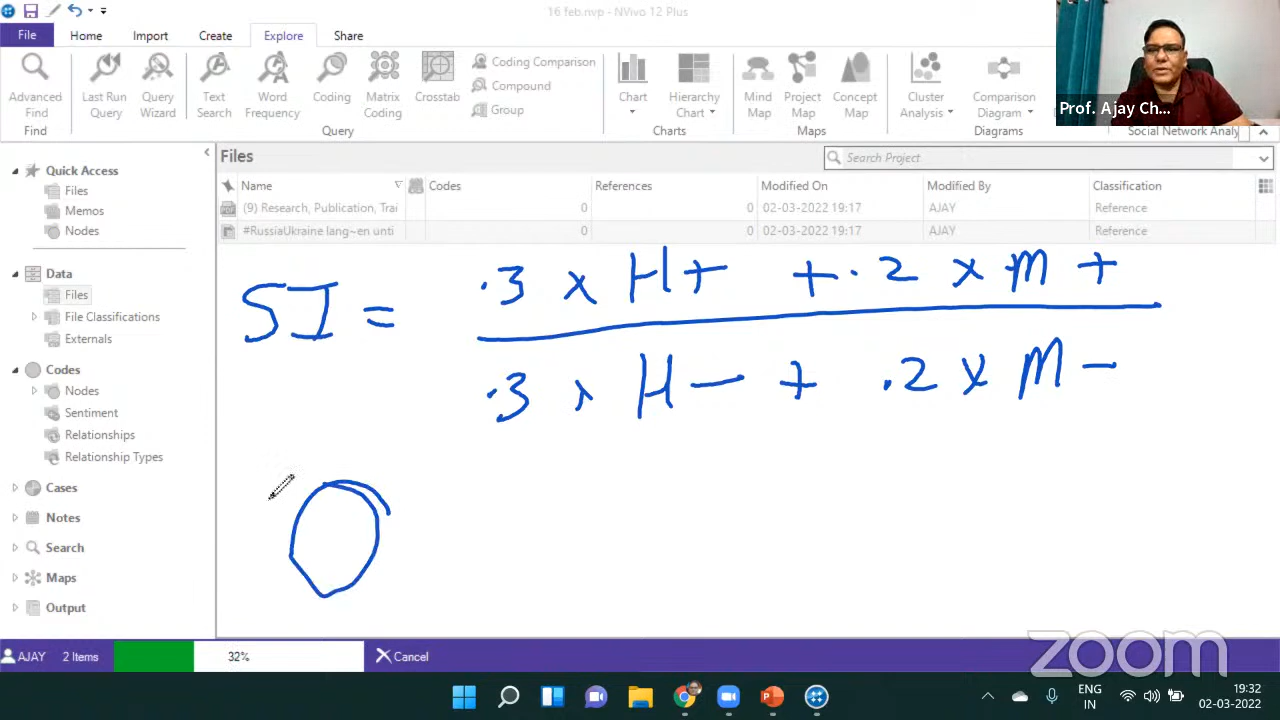 16 feb.nvp - NVivo 12 Plus
File Home Import Create Explore Share
Advanced Find
Last Run Query
Query Wizard
Text Search
Word Frequency
Coding
Matrix Coding
Crosstab
Coding Comparison
Compound
Group
Chart
Hierarchy Chart
Mind Map
Project Map
Concept Map
Cluster Analysis
Comparison Diagram
Prof. Ajay Ch...
Find Query Charts Maps Diagrams Social Network Analy
Quick Access
Files
Memos
Nodes
Data
Files
File Classifications
Externals
Codes
Nodes
Sentiment
Relationships
Relationship Types
Cases
Notes
Search
Maps
Output
Files
Search Project
Name Codes References Modified On Modified By Classification
(9) Research, Publication, Trai 0 0 02-03-2022 19:17 AJAY Reference
#RussiaUkraine lang~en unti 0 0 02-03-2022 19:17 AJAY Reference
.3 x H+ + .2 x M+
SI =
.3 x H- + .2 x M-
AJAY 2 Items 32% Cancel
zoom
ENG IN
19:32
02-03-2022